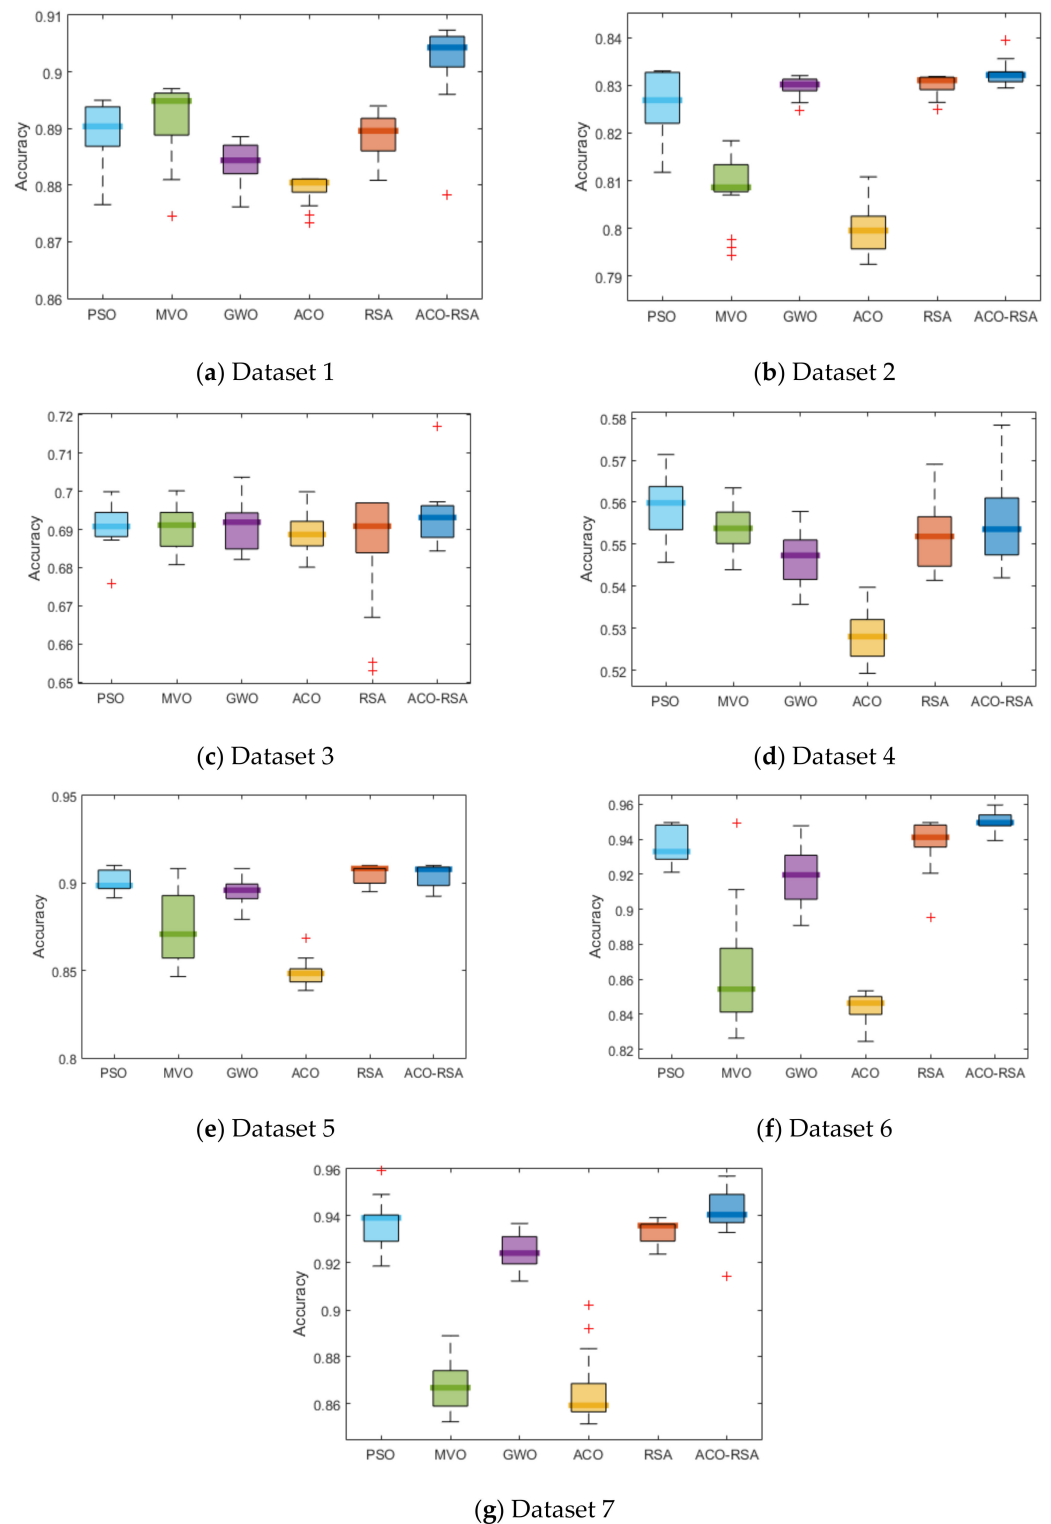 0.91
0.9
0.89
0.88
0.87
0.86
Accuracy
PSO MVO GWO ACO RSA ACO-RSA
(a) Dataset 1
0.84
0.83
0.82
0.81
0.8
0.79
Accuracy
PSO MVO GWO ACO RSA ACO-RSA
(b) Dataset 2
0.72
0.71
0.7
0.69
0.68
0.67
0.66
0.65
Accuracy
PSO MVO GWO ACO RSA ACO-RSA
(c) Dataset 3
0.58
0.57
0.56
0.55
0.54
0.53
0.52
Accuracy
PSO MVO GWO ACO RSA ACO-RSA
(d) Dataset 4
0.95
0.9
0.85
0.8
Accuracy
PSO MVO GWO ACO RSA ACO-RSA
(e) Dataset 5
0.96
0.94
0.92
0.9
0.88
0.86
0.84
0.82
Accuracy
PSO MVO GWO ACO RSA ACO-RSA
(f) Dataset 6
0.96
0.94
0.92
0.9
0.88
0.86
Accuracy
PSO MVO GWO ACO RSA ACO-RSA
(g) Dataset 7